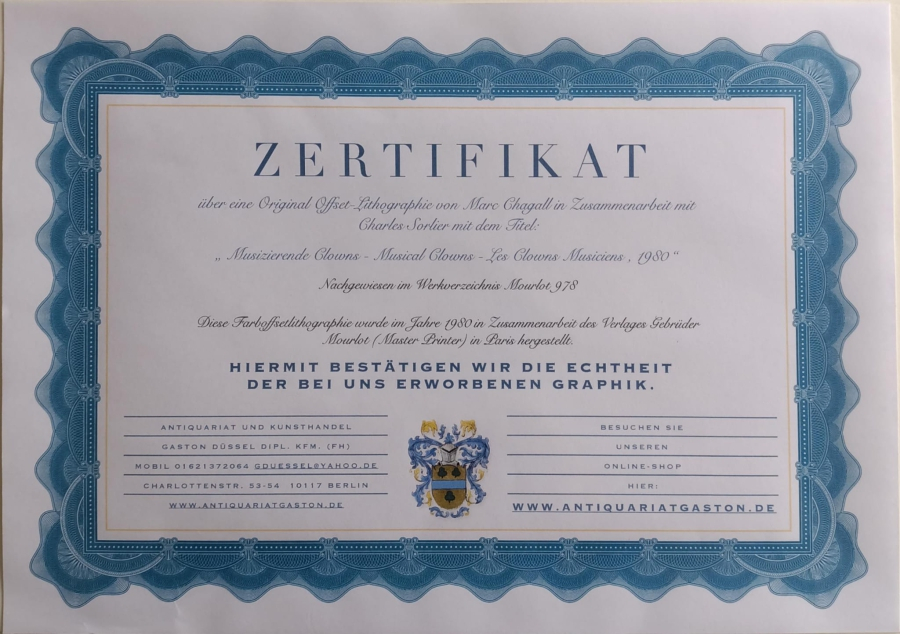 ZERTIFIKAT
über eine Original Offset-Lithographie von Marc Chagall in Zusammenarbeit mit
Charles Sorlier mit dem Titel:
„ Musizierende Clowns - Musical Clowns - Les Clowns Musiciens , 1980 “
Nachgewiesen im Werkverzeichnis Mourlot 978
Diese Farboffsetlithographie wurde im Jahre 1980 in Zusammenarbeit des Verlages Gebrüder
Mourlot ( Master Printer ) in Paris hergestellt.
HIERMIT BESTÄTIGEN WIR DIE ECHTHEIT
DER BEI UNS ERWORBENEN GRAPHIK.
ANTIQUARIAT UND KUNSTHANDEL
GASTON DÜSSEL DIPL. KFM. (FH)
MOBIL 01621372064 GDUESSEL@YAHOO.DE
CHARLOTTENSTR. 53-54 10117 BERLIN
WWW.ANTIQUARIATGASTON.DE
BESUCHEN SIE
UNSEREN
ONLINE-SHOP
HIER:
WWW.ANTIQUARIATGASTON.DE